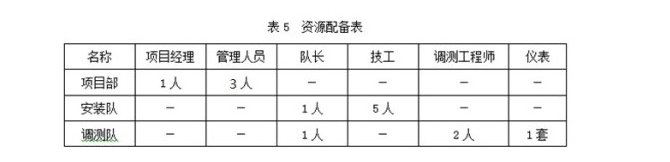 表 5 资源配备表
名称 项目经理 管理人员 队长 技工 调测工程师 仪表
项目部 1人 3人 － － － －
安装队 － － 1人 5人 － －
调测队 － － 1人 － 2人 1套